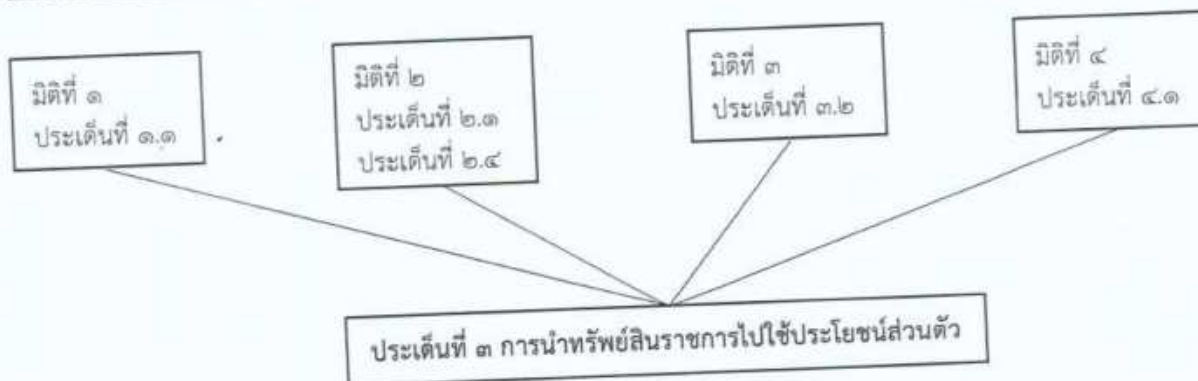 มิติที่ ๑
ประเด็นที่ ๑.๑
มิติที่ ๒
ประเด็นที่ ๒.๑
ประเด็นที่ ๒.๔
มิติที่ ๓
ประเด็นที่ ๓.๒
มิติที่ ๔
ประเด็นที่ ๔.๑
ประเด็นที่ ๓ การนำทรัพย์สินราชการไปใช้ประโยชน์ส่วนตัว